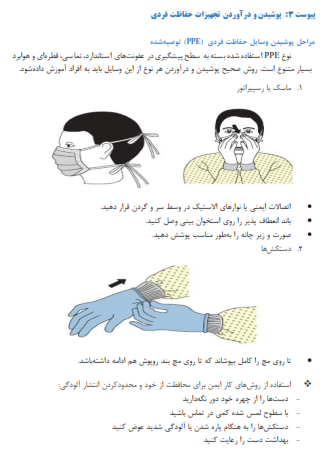 پیوست ۳: پوشیدن و در آوردن تجهیزات حفاظت فردی
مراحل پوشیدن وسایل حفاظت فردی (PPE) توصیه‌شده
نوع PPE استفاده شده بسته به سطح پیشگیری در عفونت‌های استاندارد، تماسی، قطره‌ای و هوابرد
بسیار متنوع است. روش صحیح پوشیدن و درآوردن هر نوع از این وسایل باید به افراد آموزش داده‌شود.
۱. ماسک یا رسپیراتور
• اتصالات ایمنی یا نوارهای الاستیک در وسط سر و گردن قرار دهید.
• باند انعطاف پذیر را روی استخوان بینی وصل کنید.
• صورت و زیر چانه را به‌طور مناسب پوشش دهید.
۲. دستکش‌ها
• تا روی مچ را کامل بپوشاند که تا روی مچ بند روپوش هم ادامه داشته‌باشد.
❖ استفاده از روش‌های کار ایمن برای محافظت از خود و محدودکردن انتشار آلودگی:
- دست‌ها را از چهره خود دور نگه‌دارید
- با سطوح لمس شده کمی در تماس باشید
- دستکش‌ها را به هنگام پاره شدن یا آلودگی شدید عوض کنید
- بهداشت دست را رعایت کنید